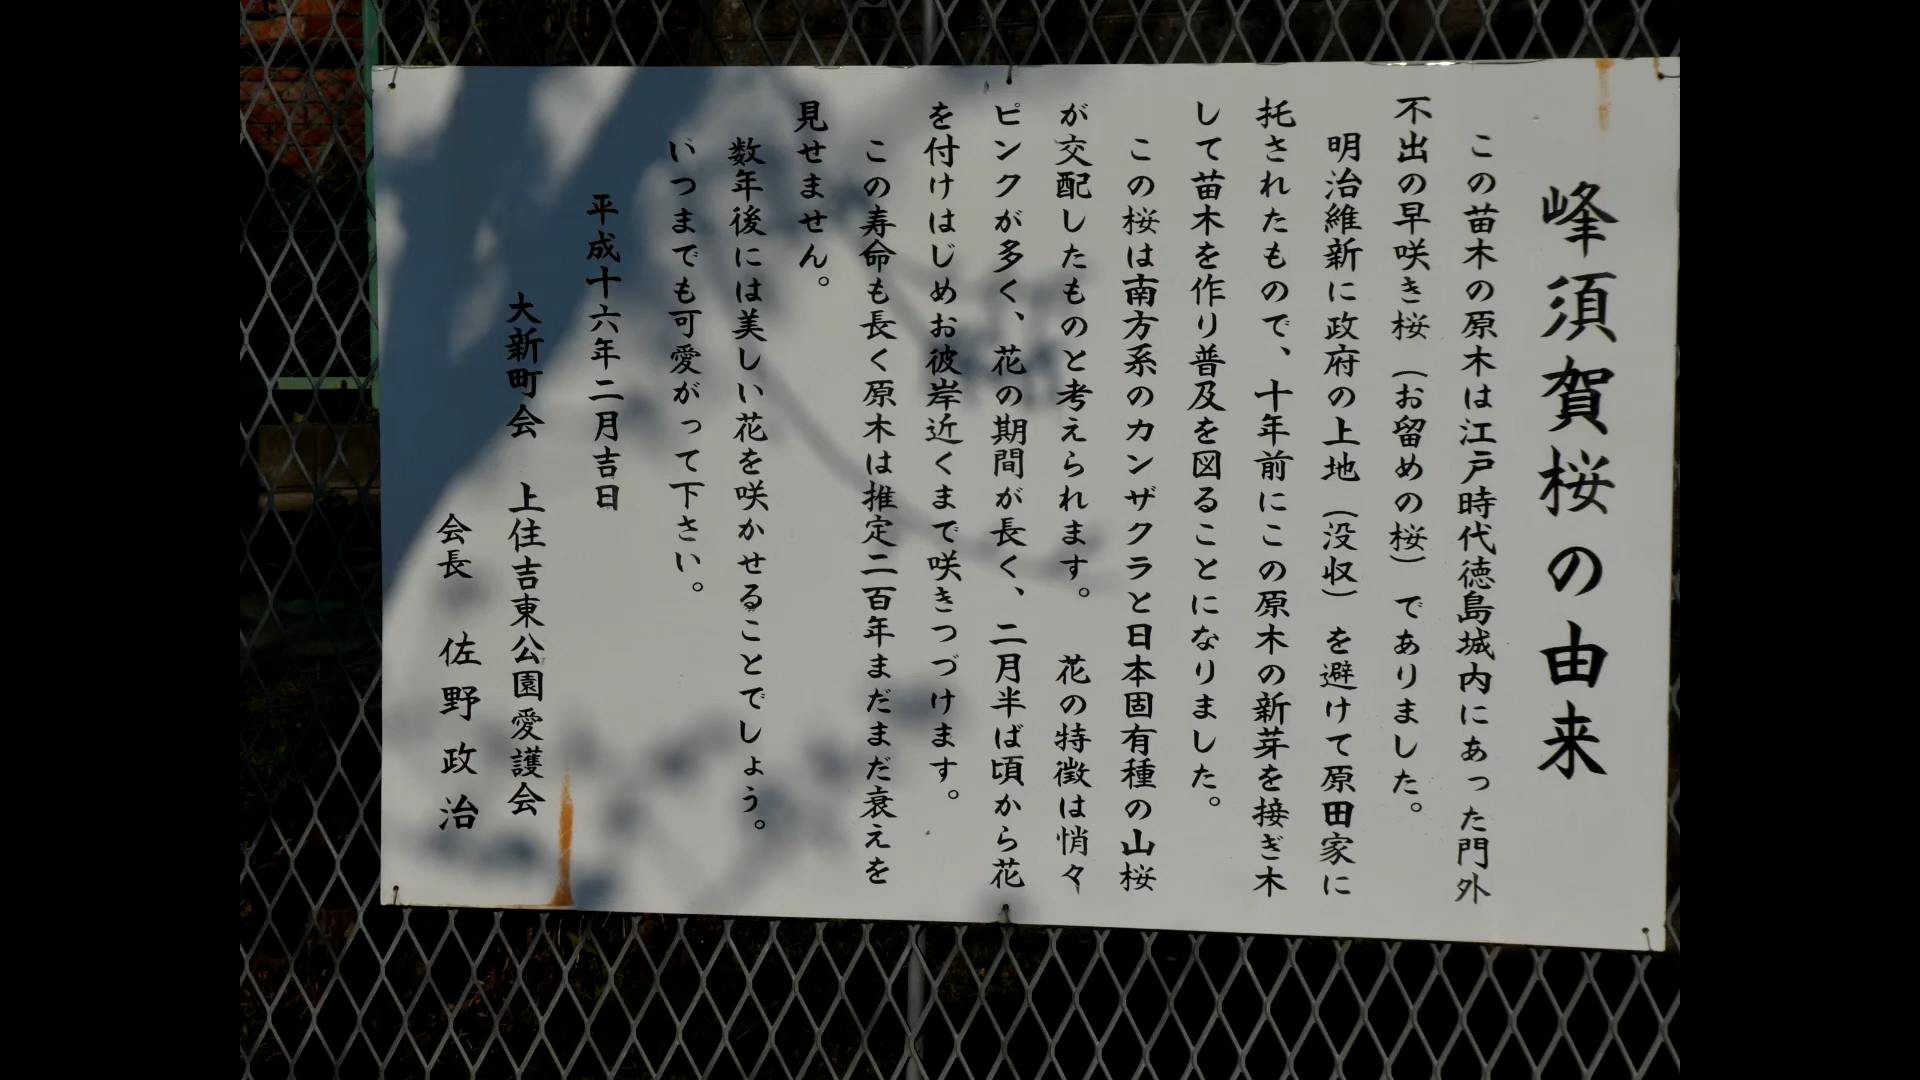 峰須賀桜の由来
この苗木の原木は江戸時代徳島城内にあった門外
不出の早咲き桜（お留めの桜）でありました。
明治維新に政府の上地（没収）を避けて原田家に
托されたもので、十年前にこの原木の新芽を接ぎ木
して苗木を作り普及を図ることになりました。
この桜は南方系のカンザクラと日本固有種の山桜
が交配したものと考えられます。　花の特徴は悄々
ピンクが多く、花の期間が長く、二月半ば頃から花
を付けはじめお彼岸近くまで咲きつづけます。
この寿命も長く原木は推定二百年まだまだ衰えを
見せません。
数年後には美しい花を咲かせることでしょう。
いつまでも可愛がって下さい。
平成十六年二月吉日
大新町会　上住吉東公園愛護会
会長　佐野政治